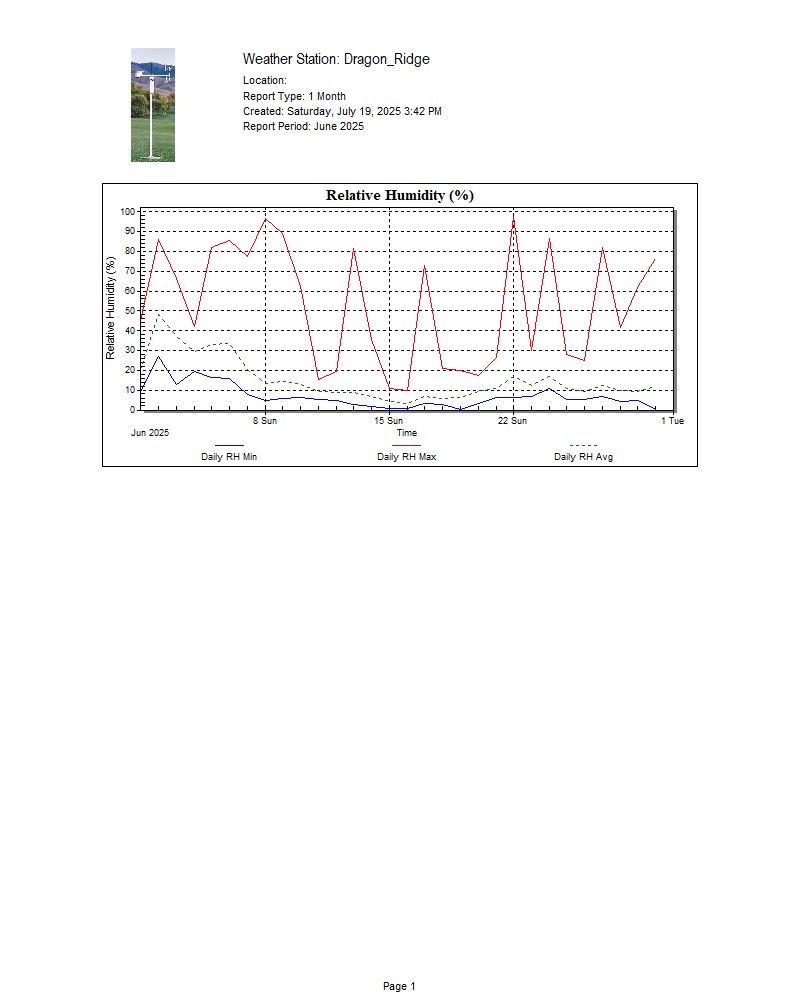 Weather Station: Dragon_Ridge
Location:
Report Type: 1 Month
Created: Saturday, July 19, 2025 3:42 PM
Report Period: June 2025
Relative Humidity (%)
Relative Humidity (%)
100
90
80
70
60
50
40
30
20
10
0
8 Sun 15 Sun 22 Sun 1 Tue
Jun 2025 Time
Daily RH Min Daily RH Max Daily RH Avg
Page 1